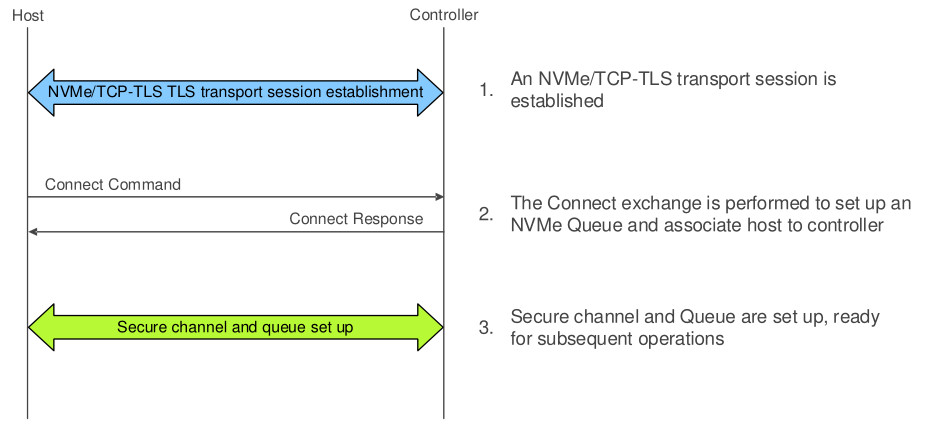 Host
Controller
NVMe/TCP-TLS TLS transport session establishment
1. An NVMe/TCP-TLS transport session is
established
Connect Command
Connect Response
2. The Connect exchange is performed to set up an
NVMe Queue and associate host to controller
Secure channel and queue set up
3. Secure channel and Queue are set up, ready
for subsequent operations